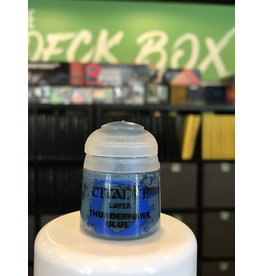 DECK BOX
CITADEL
LAYER
THUNDERHAWK
BLUE